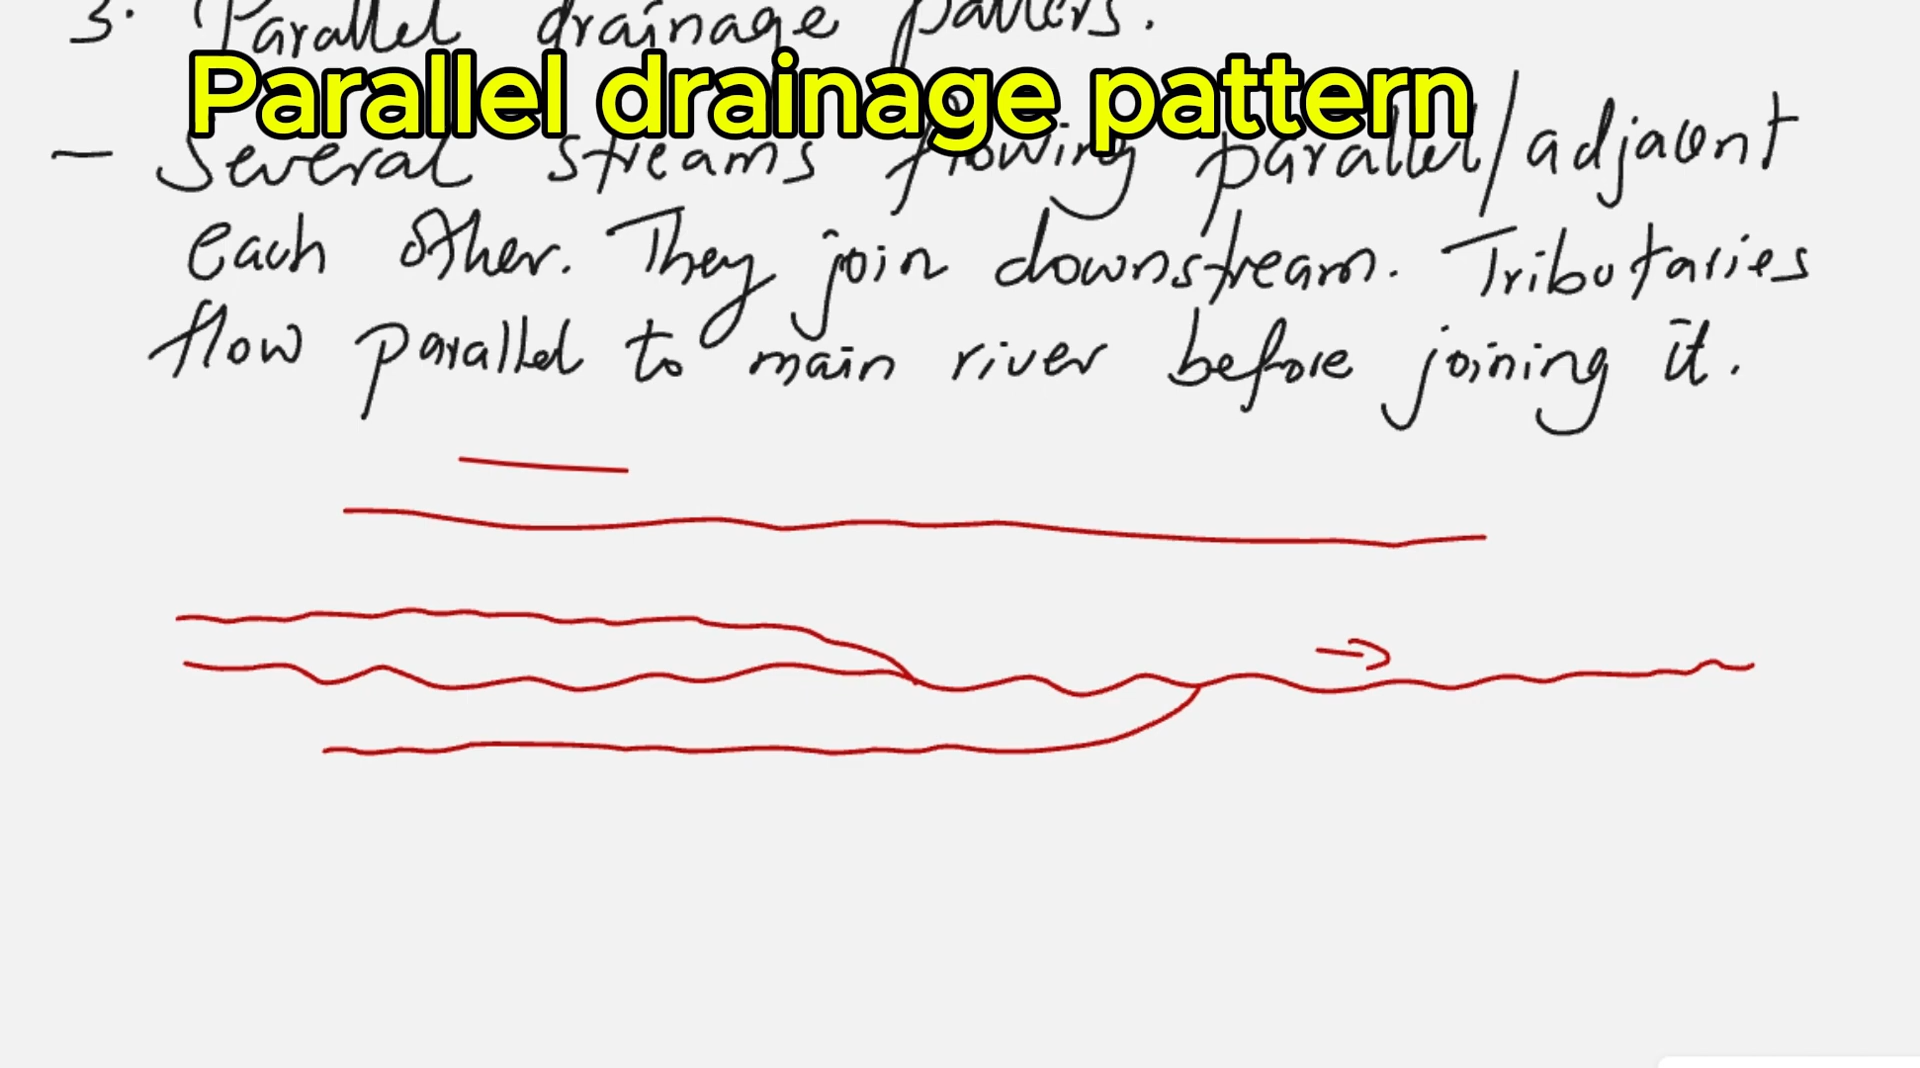 3. Parallel drainage patters.
Parallel drainage pattern
- Several streams flowing parallel/adjacent
each other. They join downstream. Tributaries
flow parallel to main river before joining it.